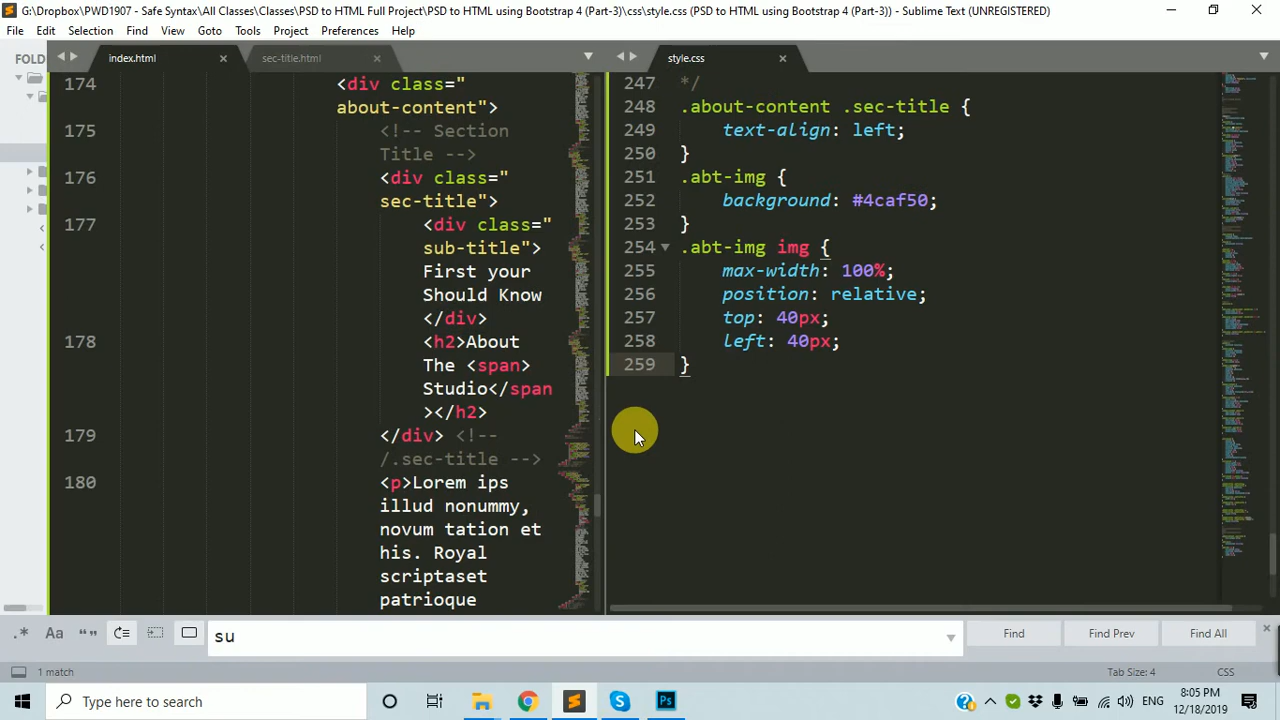 G:\Dropbox\PWD1907 - Safe Syntax\All Classes\Classes\PSD to HTML Full Project\PSD to HTML using Bootstrap 4 (Part-3)\css\style.css (PSD to HTML using Bootstrap 4 (Part-3)) - Sublime Text (UNREGISTERED)
File Edit Selection Find View Goto Tools Project Preferences Help
FOLD
index.html
sec-title.html
style.css
174 <div class="
about-content">
175 <!-- Section
Title -->
176 <div class="
sec-title">
177 <div class="
sub-title">
First your
Should Know
</div>
178 <h2>About
The <span>
Studio</span
></h2>
179 </div> <!--
/.sec-title -->
180 <p>Lorem ips
illud nonummy,
novum tation et
his. Royal
scriptaset
patrioque
247 */
248 .about-content .sec-title {
249 text-align: left;
250 }
251 .abt-img {
252 background: #4caf50;
253 }
254 .abt-img img {
255 max-width: 100%;
256 position: relative;
257 top: 40px;
258 left: 40px;
259 }
.* Aa “” su Find Find Prev Find All
1 match Tab Size: 4 CSS
Type here to search
Ps
ENG
8:05 PM
12/18/2019